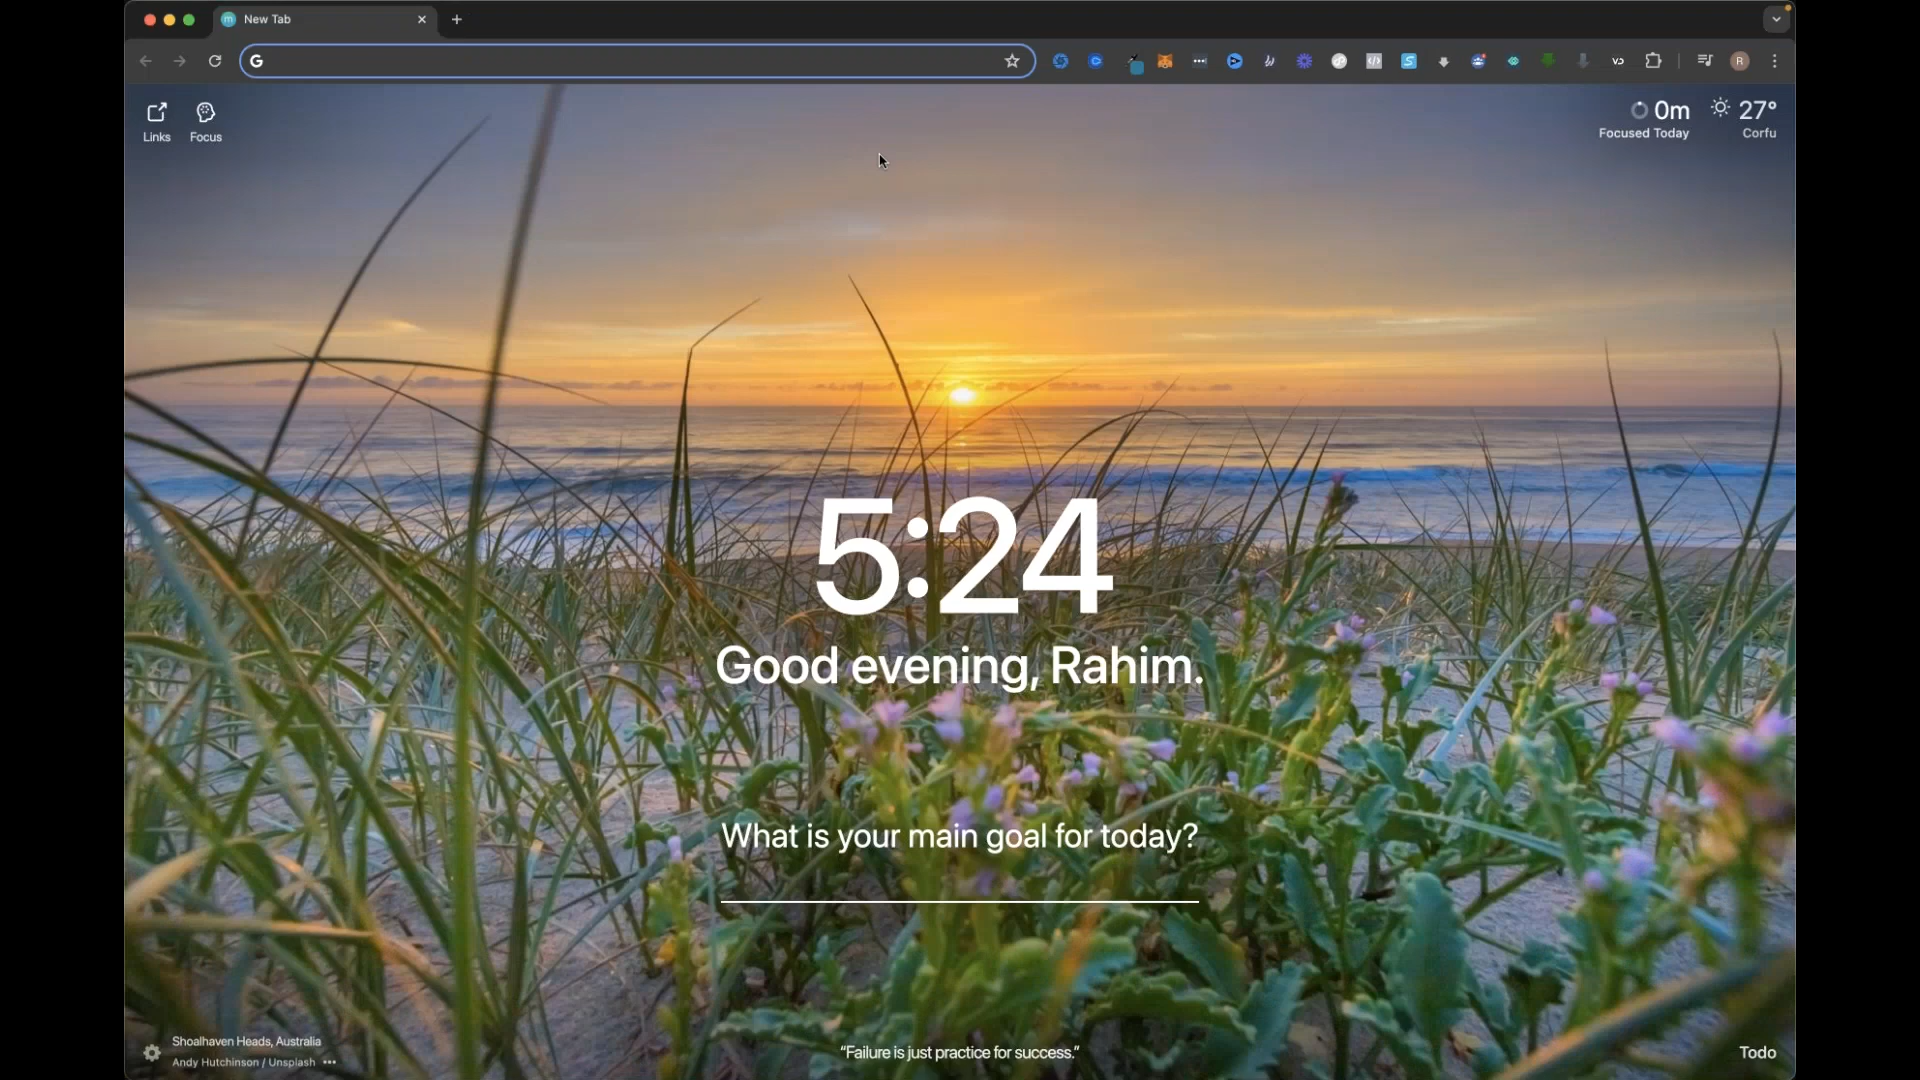 New Tab
Links
Focus
0m
Focused Today
27°
Corfu
5:24
Good evening, Rahim.
What is your main goal for today?
Shoalhaven Heads, Australia
Andy Hutchinson / Unsplash •••
“Failure is just practice for success.”
Todo